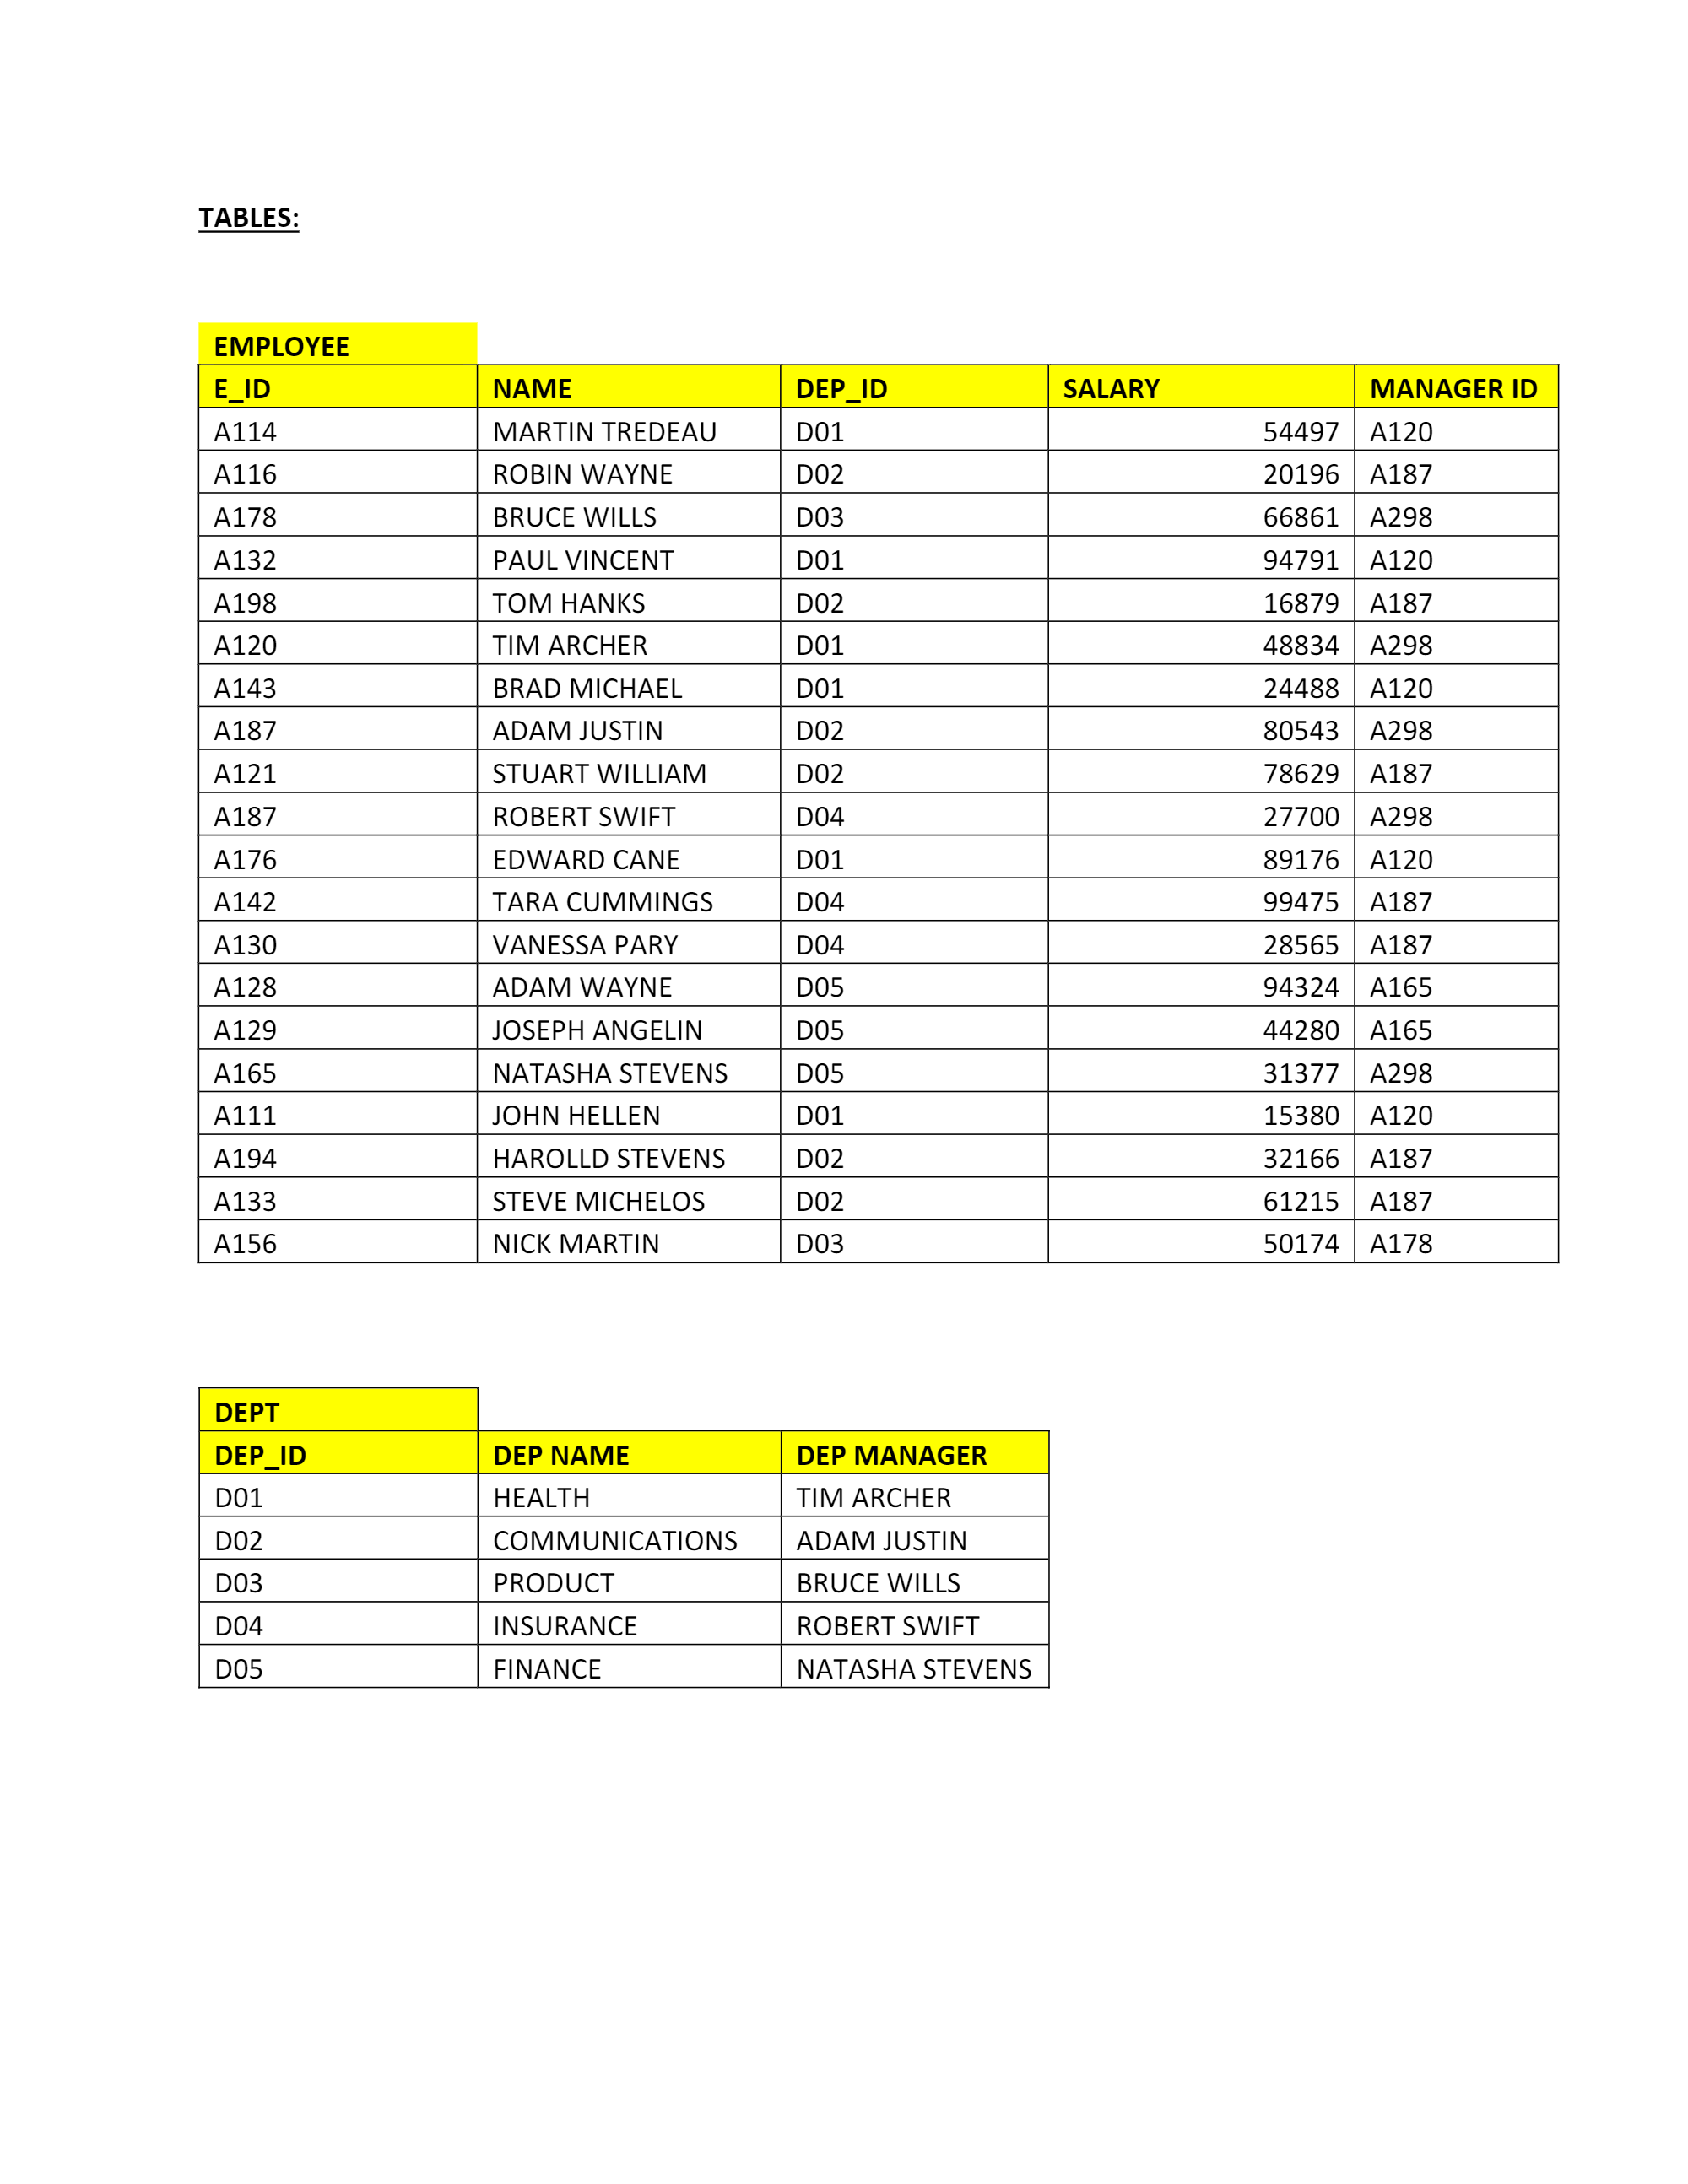 TABLES:
EMPLOYEE
E_ID NAME DEP_ID SALARY MANAGER ID
A114 MARTIN TREDEAU D01 54497 A120
A116 ROBIN WAYNE D02 20196 A187
A178 BRUCE WILLS D03 66861 A298
A132 PAUL VINCENT D01 94791 A120
A198 TOM HANKS D02 16879 A187
A120 TIM ARCHER D01 48834 A298
A143 BRAD MICHAEL D01 24488 A120
A187 ADAM JUSTIN D02 80543 A298
A121 STUART WILLIAM D02 78629 A187
A187 ROBERT SWIFT D04 27700 A298
A176 EDWARD CANE D01 89176 A120
A142 TARA CUMMINGS D04 99475 A187
A130 VANESSA PARY D04 28565 A187
A128 ADAM WAYNE D05 94324 A165
A129 JOSEPH ANGELIN D05 44280 A165
A165 NATASHA STEVENS D05 31377 A298
A111 JOHN HELLEN D01 15380 A120
A194 HAROLLD STEVENS D02 32166 A187
A133 STEVE MICHELOS D02 61215 A187
A156 NICK MARTIN D03 50174 A178
DEPT
DEP_ID DEP NAME DEP MANAGER
D01 HEALTH TIM ARCHER
D02 COMMUNICATIONS ADAM JUSTIN
D03 PRODUCT BRUCE WILLS
D04 INSURANCE ROBERT SWIFT
D05 FINANCE NATASHA STEVENS